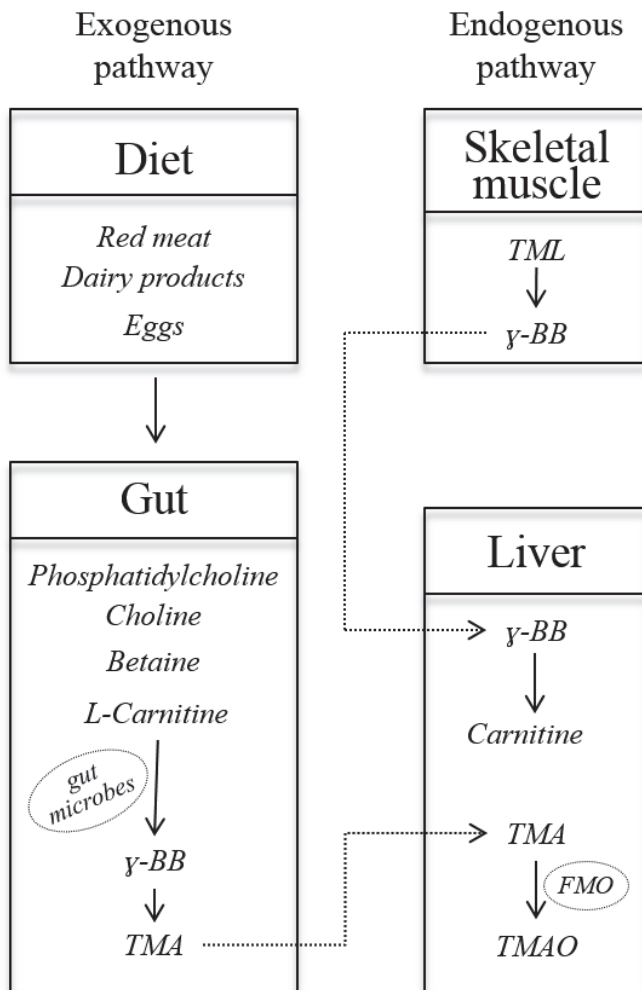 Exogenous
pathway
Diet
Red meat
Dairy products
Eggs
Gut
Phosphatidylcholine
Choline
Betaine
L-Carnitine
gut
microbes
ɣ-BB
TMA
Endogenous
pathway
Skeletal
muscle
TML
ɣ-BB
Liver
ɣ-BB
Carnitine
TMA
FMO
TMAO